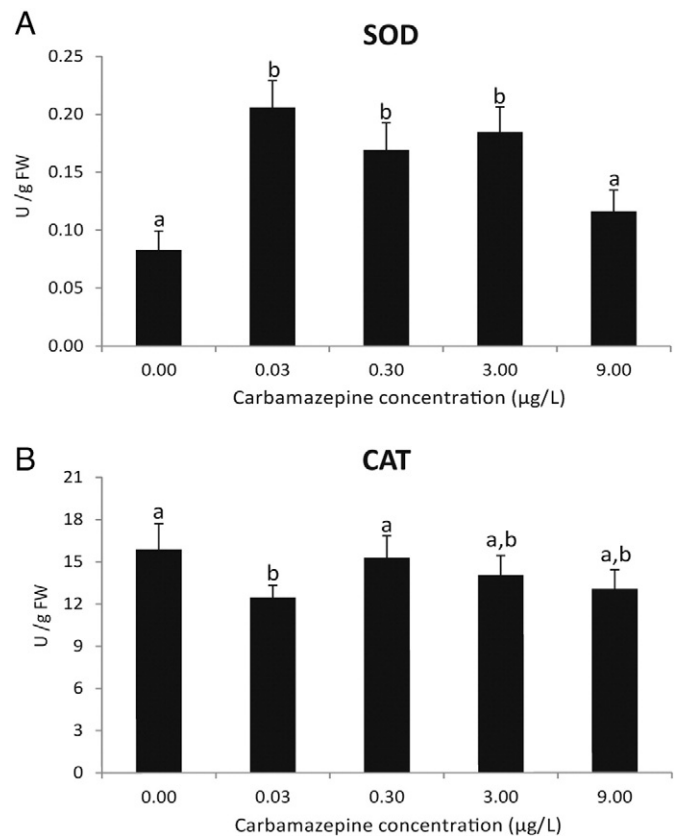 A
SOD
0.25
0.20
0.15
0.10
0.05
0.00
U /g FW
a
b
b
b
a
0.00 0.03 0.30 3.00 9.00
Carbamazepine concentration (µg/L)
B
CAT
21
18
15
12
9
6
3
0
U /g FW
a
b
a
a,b
a,b
0.00 0.03 0.30 3.00 9.00
Carbamazepine concentration (µg/L)